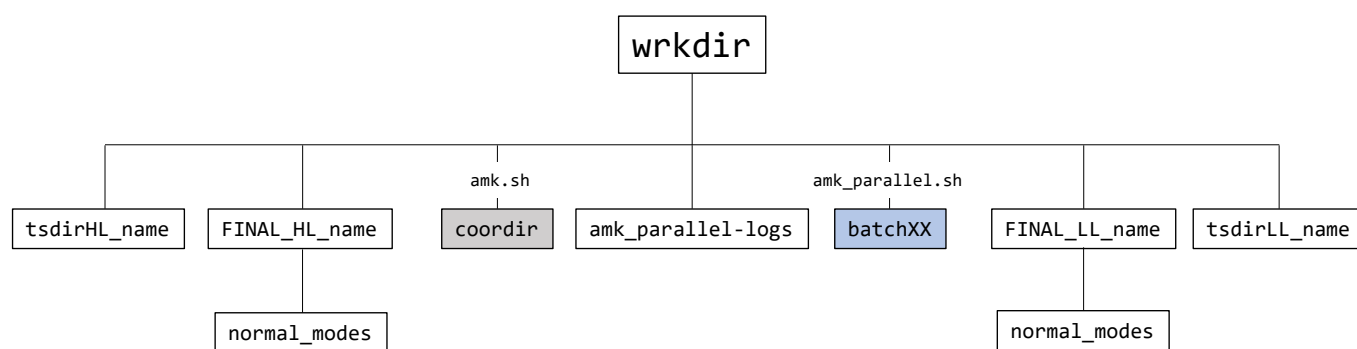 wrkdir
amk.sh
amk_parallel.sh
tsdirHL_name
FINAL_HL_name
coordir
amk_parallel-logs
batchXX
FINAL_LL_name
tsdirLL_name
normal_modes
normal_modes